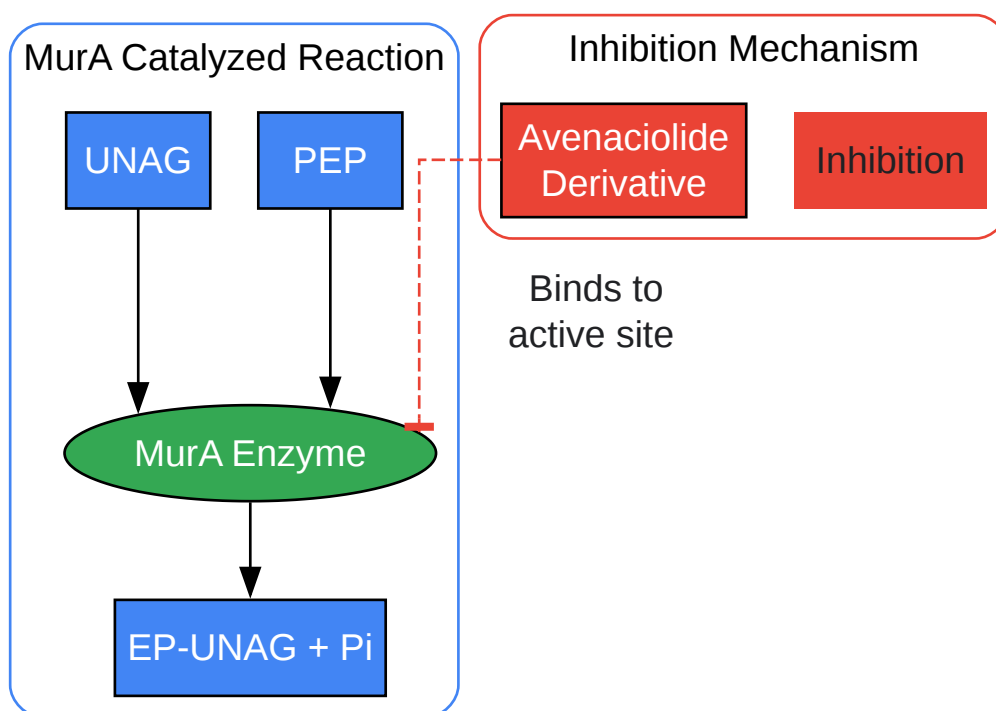 MurA Catalyzed Reaction
UNAG
PEP
MurA Enzyme
EP-UNAG + Pi
Inhibition Mechanism
Avenaciolide
Derivative
Inhibition
Binds to
active site